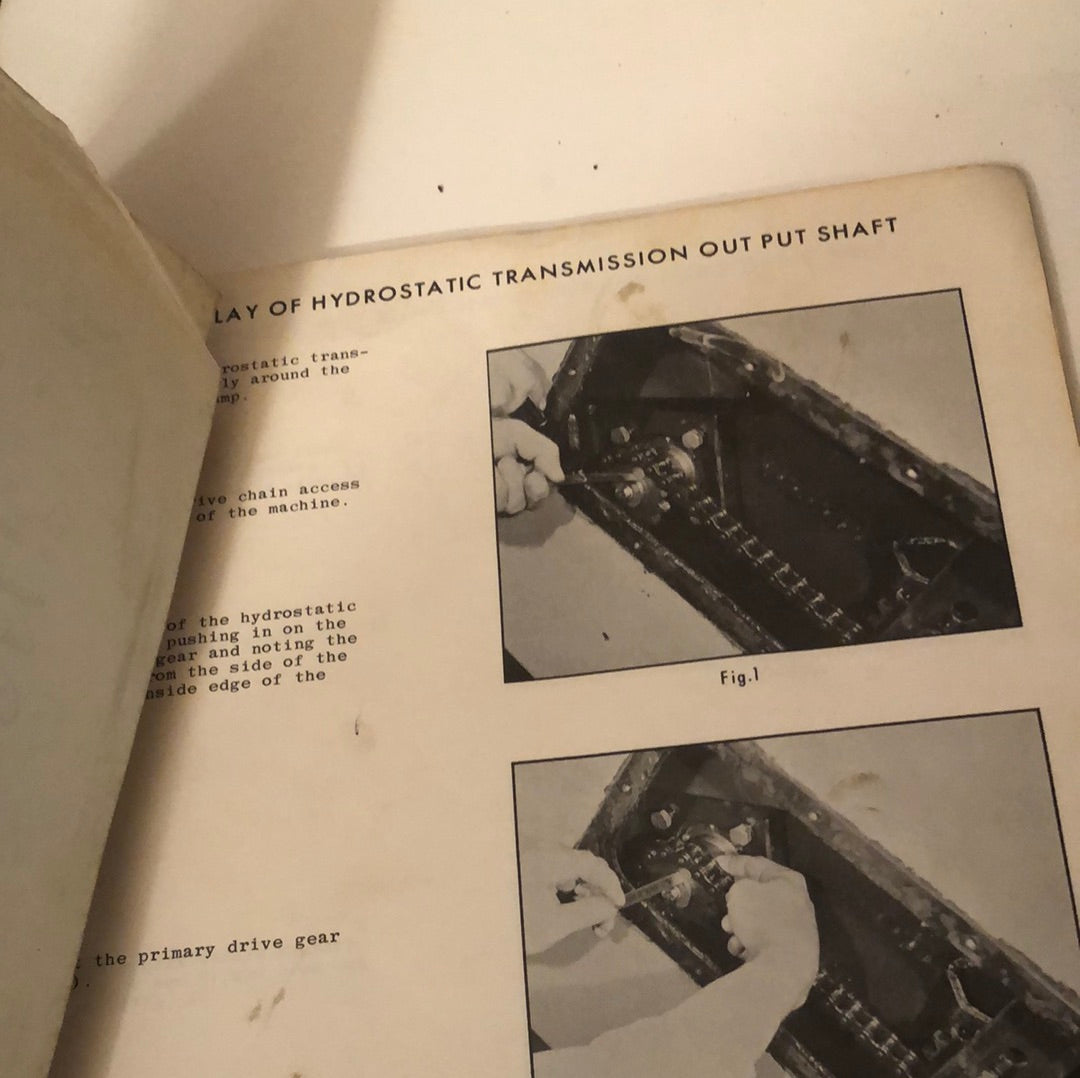 LAY OF HYDROSTATIC TRANSMISSION OUT PUT SHAFT
rostatic trans-
ly around the
mp.
ive chain access
of the machine.
of the hydrostatic
pushing in on the
gear and noting the
om the side of the
nside edge of the
the primary drive gear
).
Fig.1